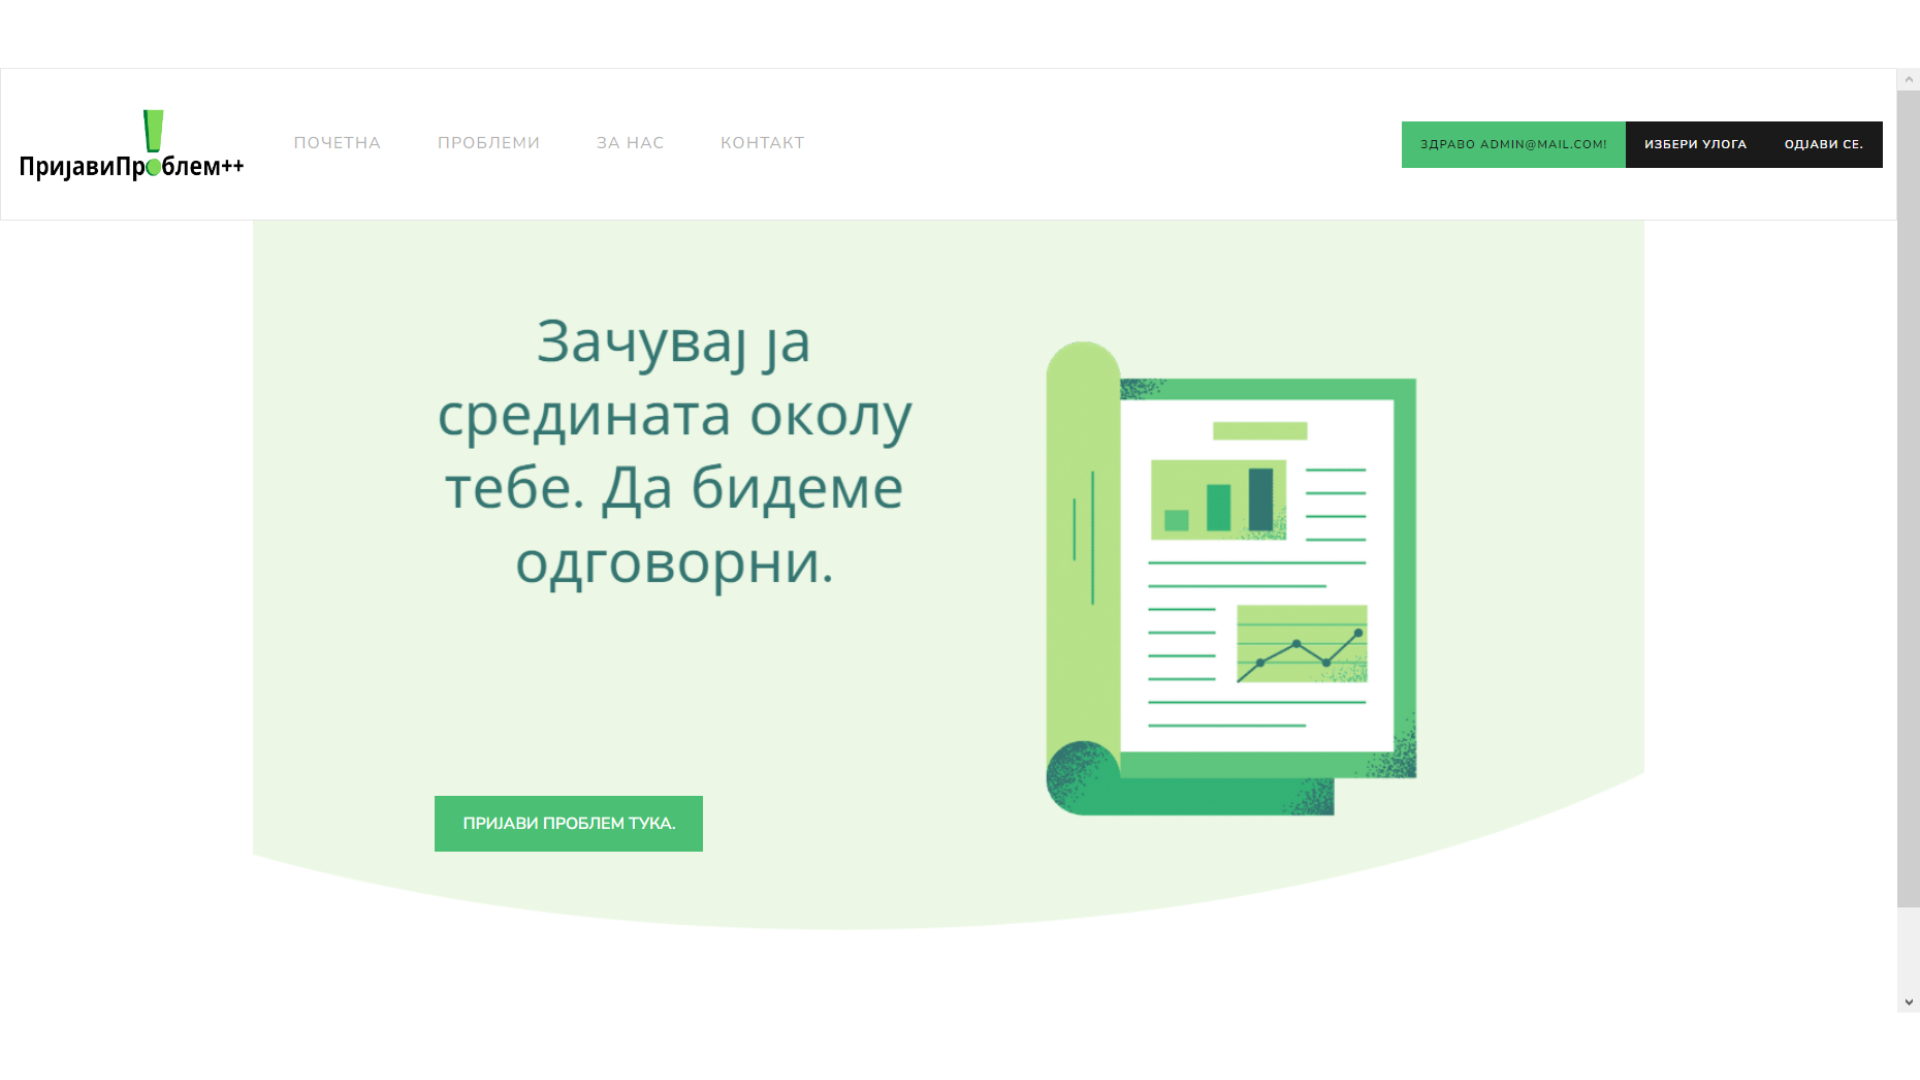 ПријавиПроблем++
ПОЧЕТНА
ПРОБЛЕМИ
ЗА НАС
КОНТАКТ
ЗДРАВО ADMIN@MAIL.COM!
ИЗБЕРИ УЛОГА
ОДЈАВИ СЕ.
Зачувај ја
средината околу
тебе. Да бидеме
одговорни.
ПРИЈАВИ ПРОБЛЕМ ТУКА.